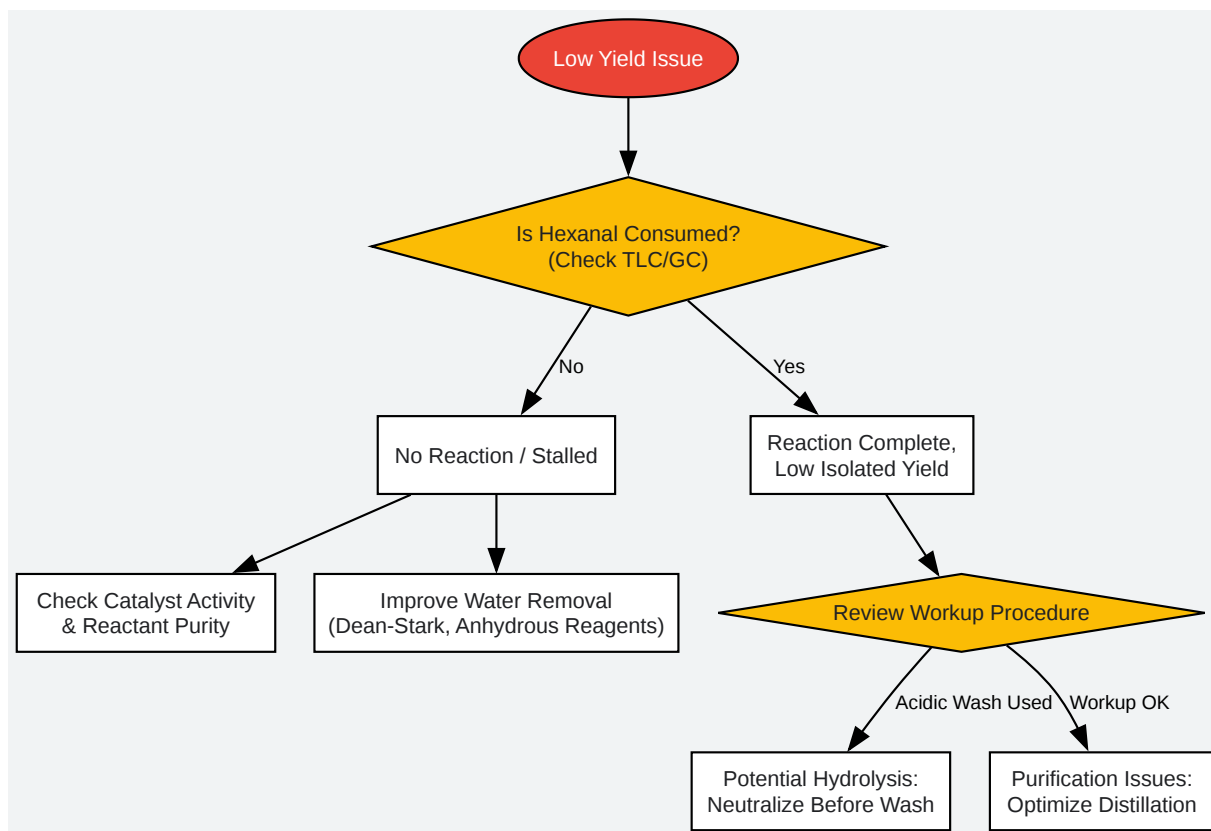 Low Yield Issue
Is Hexanal Consumed?
(Check TLC/GC)
No
Yes
No Reaction / Stalled
Reaction Complete,
Low Isolated Yield
Check Catalyst Activity
& Reactant Purity
Improve Water Removal
(Dean-Stark, Anhydrous Reagents)
Review Workup Procedure
Acidic Wash Used
Workup OK
Potential Hydrolysis:
Neutralize Before Wash
Purification Issues:
Optimize Distillation